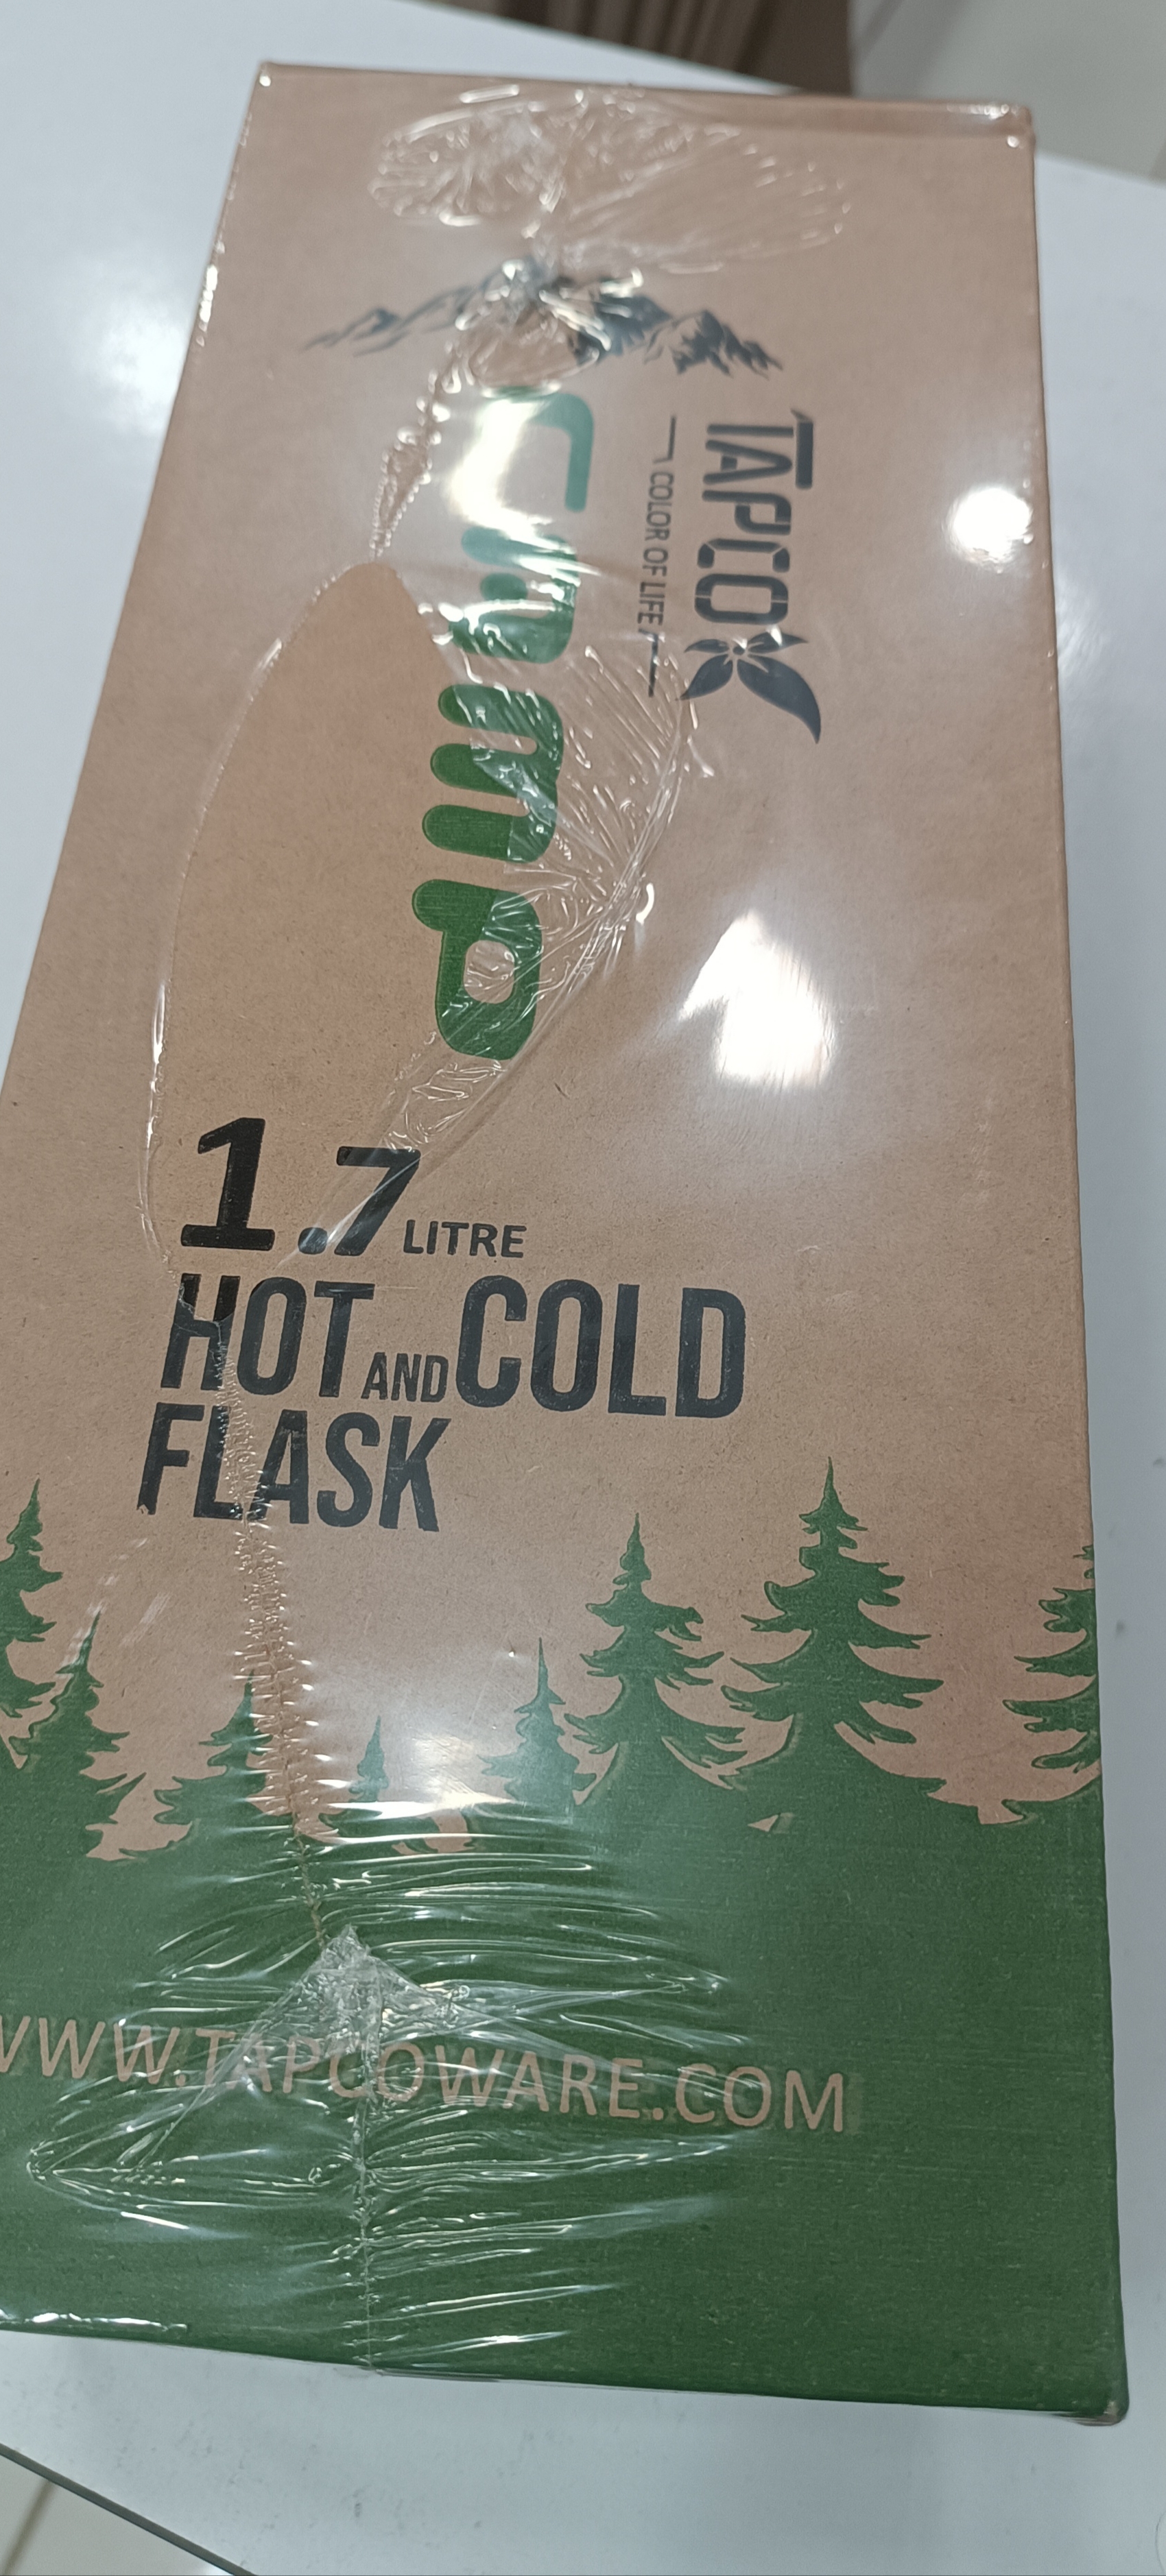 TAPCO
COLOR OF LIFE
camp
1.7 LITRE
HOT AND COLD
FLASK
WWW.TAPCOWARE.COM